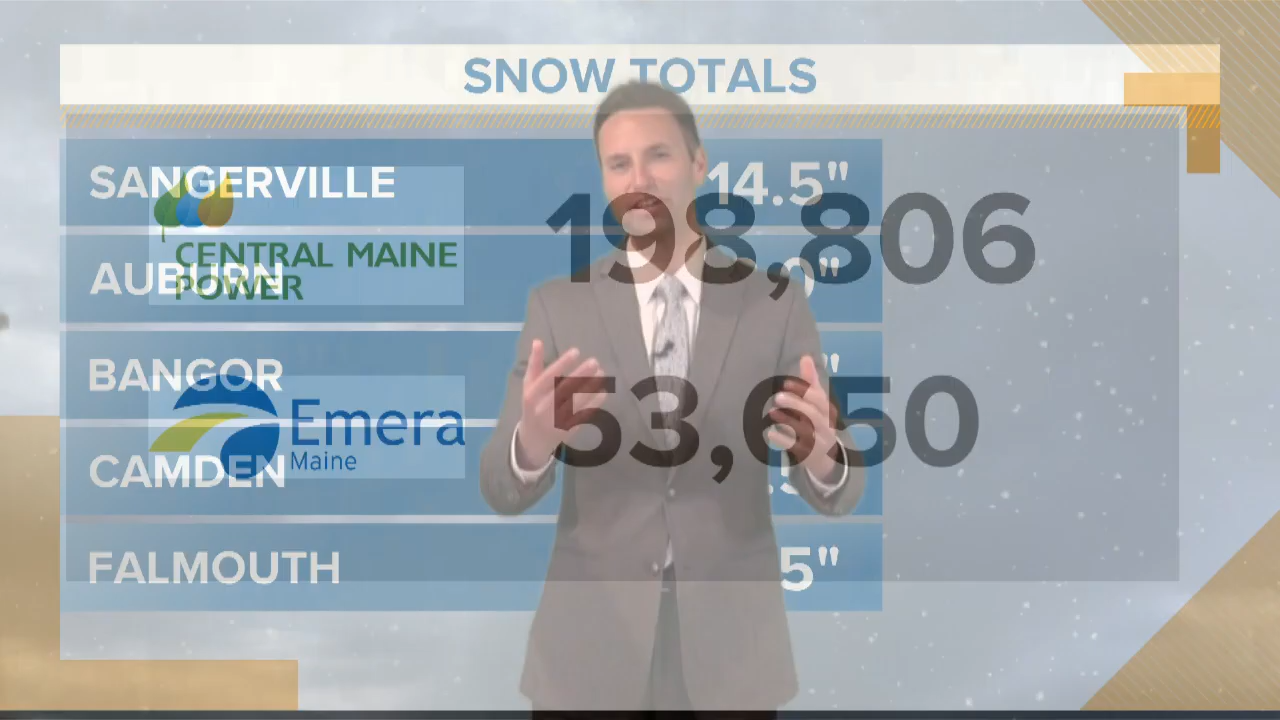 SNOW TOTALS
SANGERVILLE 14.5"
CENTRAL MAINE
POWER
198,806
AUBURN
BANGOR
Emera
Maine
53,650
CAMDEN
FALMOUTH 5"